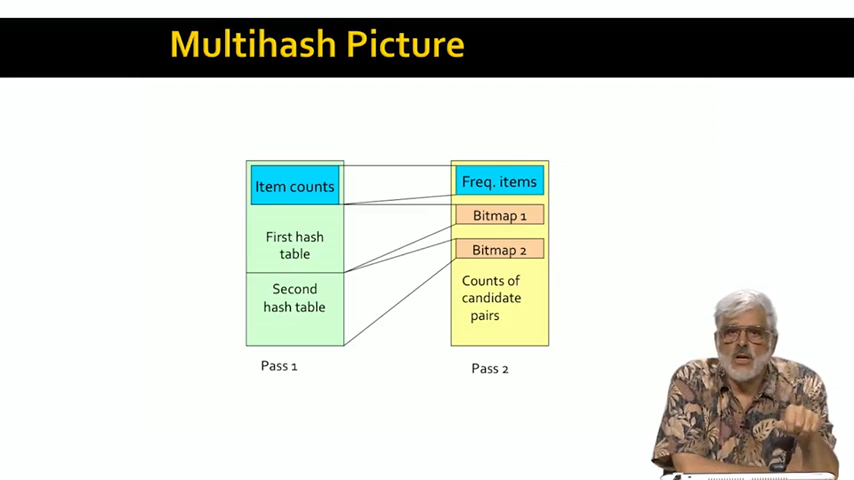 Multihash Picture
Item counts
First hash
table
Second
hash table
Pass 1
Freq. items
Bitmap 1
Bitmap 2
Counts of
candidate
pairs
Pass 2